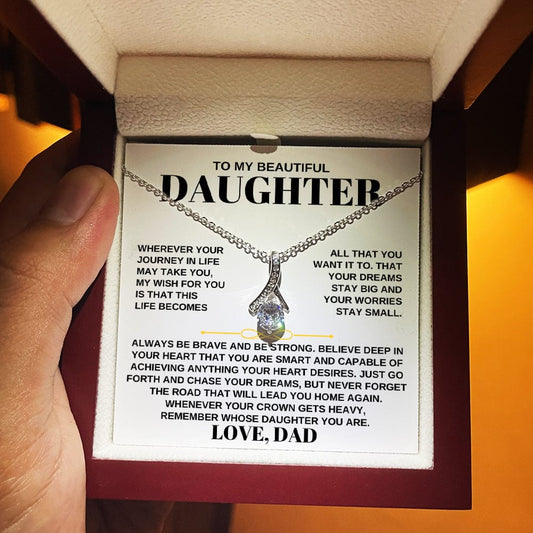 TO MY BEAUTIFUL
DAUGHTER
WHEREVER YOUR
JOURNEY IN LIFE
MAY TAKE YOU,
MY WISH FOR YOU
IS THAT THIS
LIFE BECOMES
ALL THAT YOU
WANT IT TO. THAT
YOUR DREAMS
STAY BIG AND
YOUR WORRIES
STAY SMALL.
ALWAYS BE BRAVE AND BE STRONG. BELIEVE DEEP IN
YOUR HEART THAT YOU ARE SMART AND CAPABLE OF
ACHIEVING ANYTHING YOUR HEART DESIRES. JUST GO
FORTH AND CHASE YOUR DREAMS, BUT NEVER FORGET
THE ROAD THAT WILL LEAD YOU HOME AGAIN.
WHENEVER YOUR CROWN GETS HEAVY,
REMEMBER WHOSE DAUGHTER YOU ARE.
LOVE, DAD